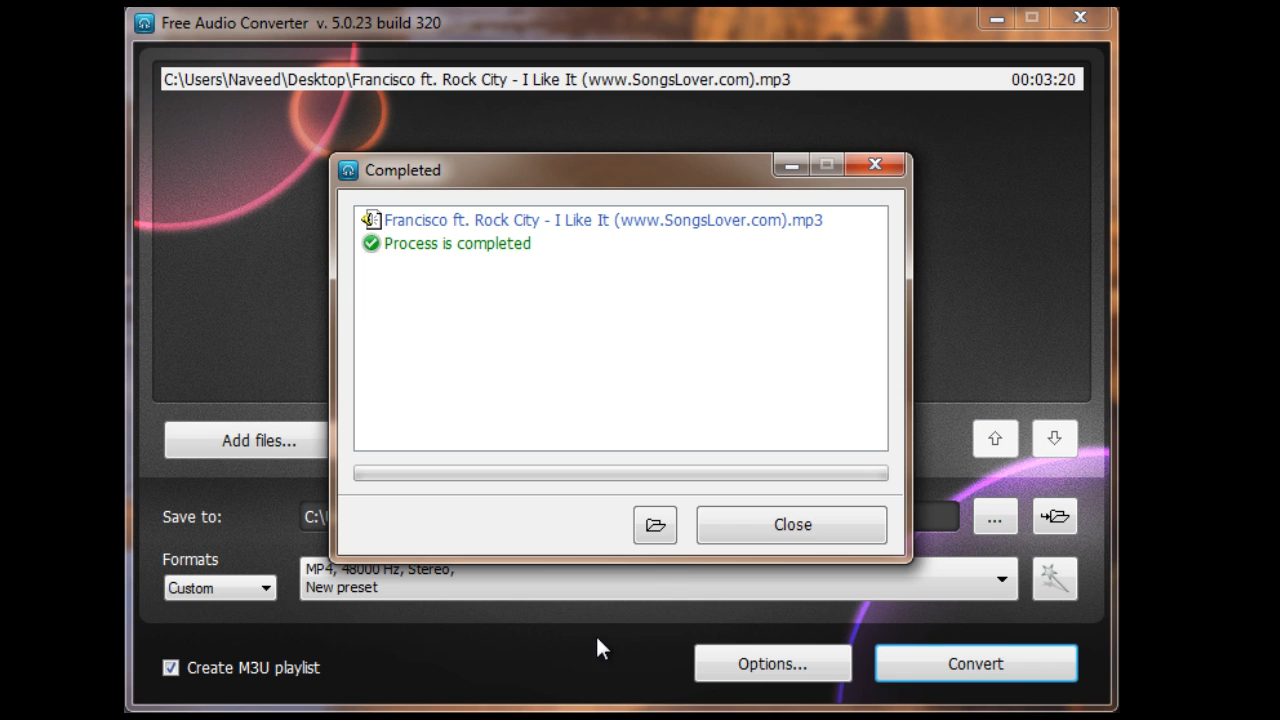 Free Audio Converter v. 5.0.23 build 320
C:\Users\Naveed\Desktop\Francisco ft. Rock City - I Like It (www.SongsLover.com).mp3 00:03:20
Completed
Francisco ft. Rock City - I Like It (www.SongsLover.com).mp3
Process is completed
Add files...
Close
Save to:
C:\
...
Formats
Custom
MP4, 48000 Hz, Stereo,
New preset
Create M3U playlist
Options...
Convert